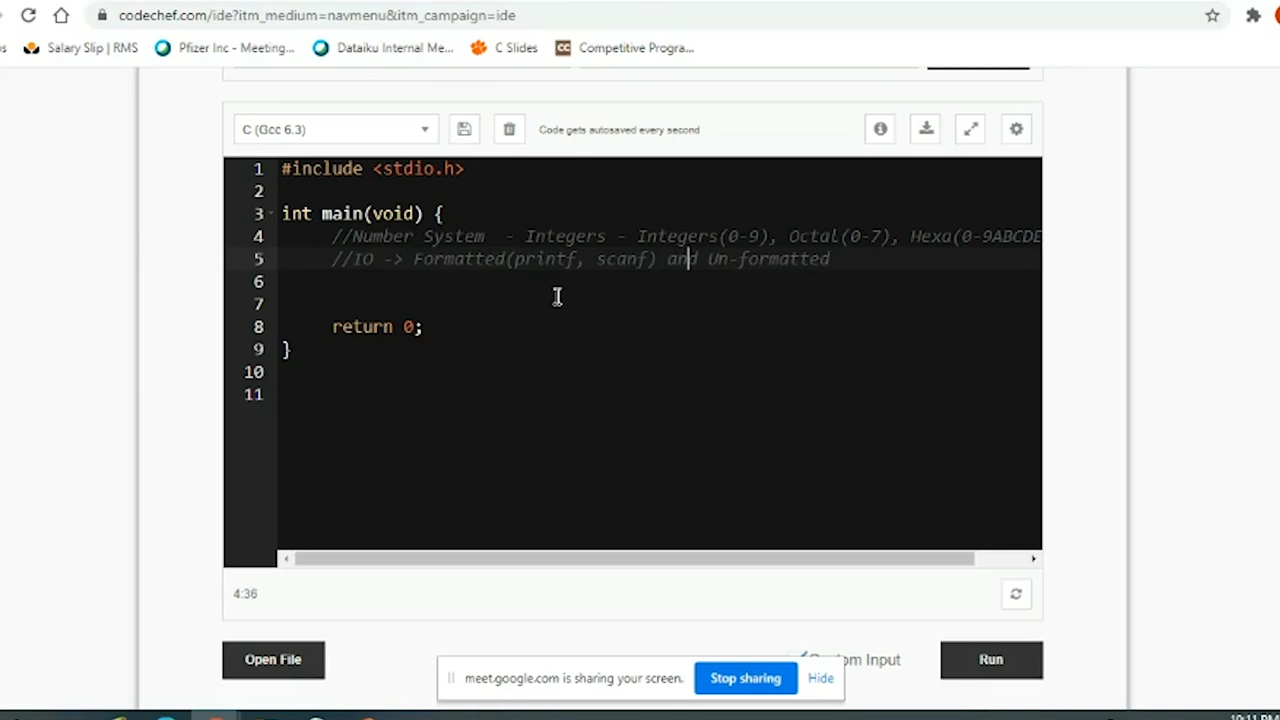 codechef.com/ide?itm_medium=navmenu&itm_campaign=ide
Salary Slip | RMS Pfizer Inc - Meeting... Dataiku Internal Me... C Slides CC Competitive Progra...
C (Gcc 6.3) Code gets autosaved every second
1 #include <stdio.h>
2
3 int main(void) {
4 //Number System - Integers - Integers(0-9), Octal(0-7), Hexa(0-9ABCDE
5 //IO -> Formatted(printf, scanf) and Un-formatted
6
7
8 return 0;
9 }
10
11
4:36
Open File Custom Input Run
meet.google.com is sharing your screen. Stop sharing Hide